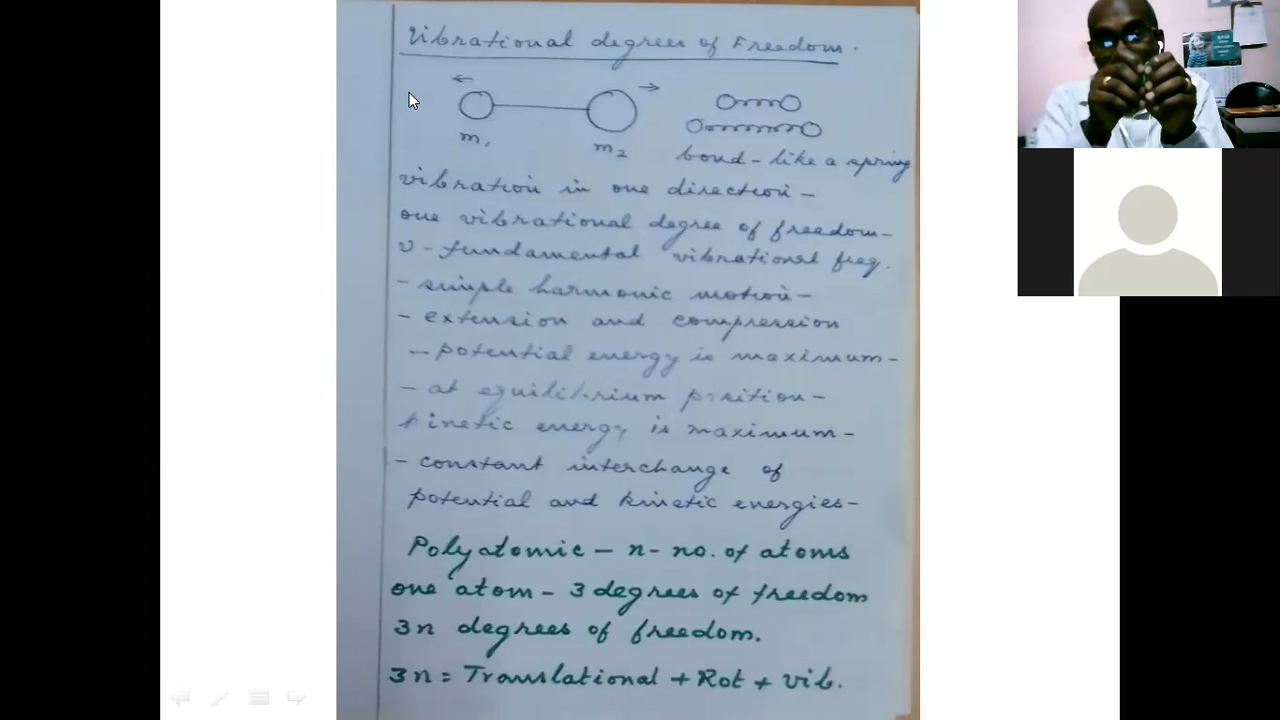 Vibrational degrees of Freedom.
m1
m2
bond - like a spring
vibration in one direction -
one vibrational degree of freedom -
ν - fundamental vibrational freq.
- simple harmonic motion -
- extension and compression
- potential energy is maximum -
- at equilibrium position -
kinetic energy is maximum -
- constant interchange of
potential and kinetic energies -
Polyatomic - n - no. of atoms
one atom - 3 degrees of freedom
3n degrees of freedom.
3n = Translational + Rot + vib.